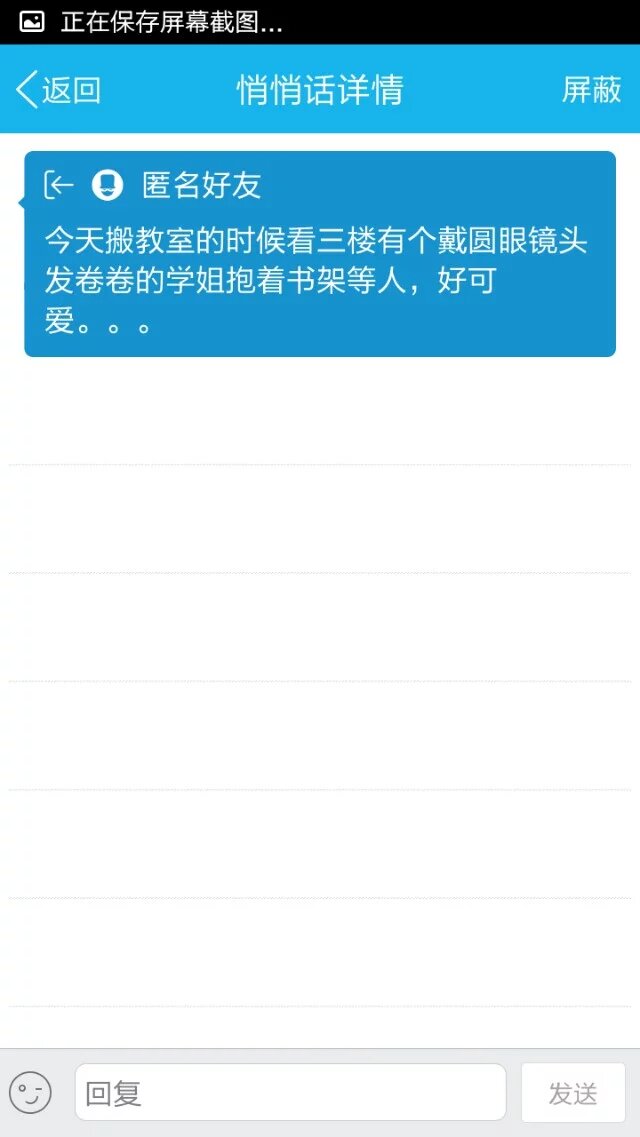 正在保存屏幕截图...
返回
悄悄话详情
屏蔽
匿名好友
今天搬教室的时候看三楼有个戴圆眼镜头
发卷卷的学姐抱着书架等人，好可
爱。。。
回复
发送